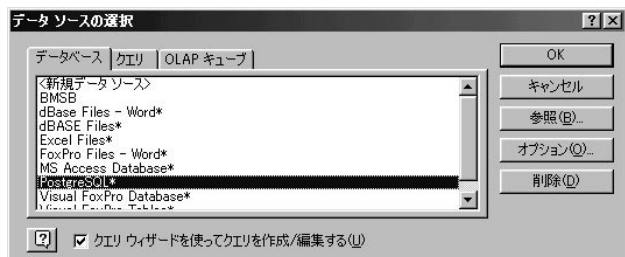 データ ソースの選択
データベース クエリ OLAP キューブ
<新規データ ソース>
BMSB
dBase Files - Word*
dBASE Files*
Excel Files*
FoxPro Files - Word*
MS Access Database*
PostgreSQL*
Visual FoxPro Database*
Visual FoxPro Tables*
OK
キャンセル
参照(B)...
オプション(O)...
削除(D)
クエリ ウィザードを使ってクエリを作成/編集する(U)